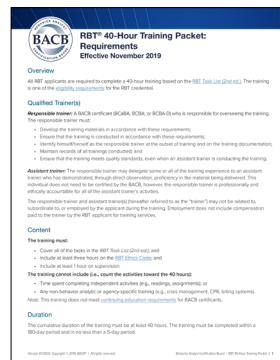 BACB
RBT® 40-Hour Training Packet:
Requirements
Effective November 2019
Overview
All RBT applicants are required to complete a 40-hour training based on the RBT Task List (2nd ed.). The training
is one of the eligibility requirements for the RBT credential.
Qualified Trainer(s)
Responsible trainer: A BACB certificant (BCaBA, BCBA, or BCBA-D) who is responsible for overseeing the training.
The responsible trainer must:
• Develop the training materials in accordance with these requirements;
• Ensure that the training is conducted in accordance with these requirements;
• Identify himself/herself as the responsible trainer at the outset of training and on the training documentation;
• Maintain records of all trainings conducted; and
• Ensure that the training meets quality standards, even when an assistant trainer is conducting the training.
Assistant trainer: The responsible trainer may delegate some or all of the training experience to an assistant
trainer who has demonstrated, through direct observation, proficiency in the material being delivered. This
individual does not need to be certified by the BACB, however, the responsible trainer is professionally and
ethically accountable for all of the assistant trainer's activities.
The responsible trainer and assistant trainer(s) (hereafter referred to as the "trainer") may not be related to,
subordinate to, or employed by the applicant during the training. Employment does not include compensation
paid to the trainer by the RBT applicant for training services.
Content
The training must:
• Cover all of the tasks in the RBT Task List (2nd ed.); and
• Include at least three hours on the RBT Ethics Code; and
• Include at least 1 hour on supervision
The training cannot include (i.e., count the activities toward the 40 hours):
• Time spent completing independent activities (e.g., readings, assignments); or
• Any non-behavior analytic or agency-specific training (e.g., crisis management, CPR, billing systems).
Note: This training does not meet continuing education requirements for BACB certificants.
Duration
The cumulative duration of the training must be at least 40 hours. The training must be completed within a
180-day period and in no less than a 5-day period.